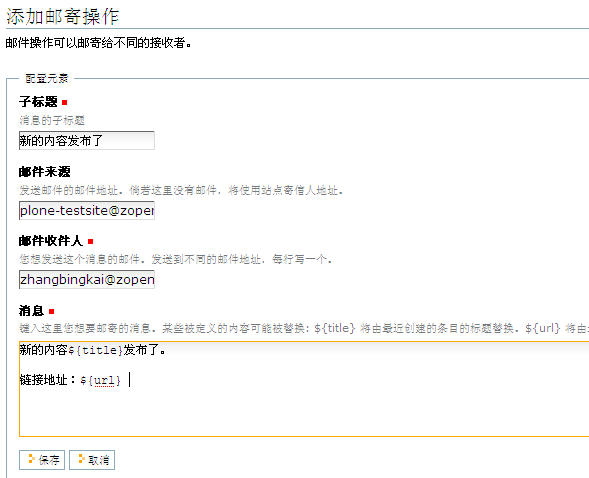 添加邮寄操作
邮件操作可以邮寄给不同的接收者。
配置元素
子标题
消息的子标题
新的内容发布了
邮件来源
发送邮件的邮件地址。倘若这里没有邮件，将使用站点寄信人地址。
plone-testsite@zoper
邮件收件人
您想发送这个消息的邮件。发送到不同的邮件地址，每行写一个。
zhangbingkai@zopen
消息
键入这里您想要邮寄的消息。某些被定义的内容可能被替换：${title} 将由最近创建的条目的标题替换。${url} 将由
新的内容${title}发布了。
链接地址：${url}
保存
取消